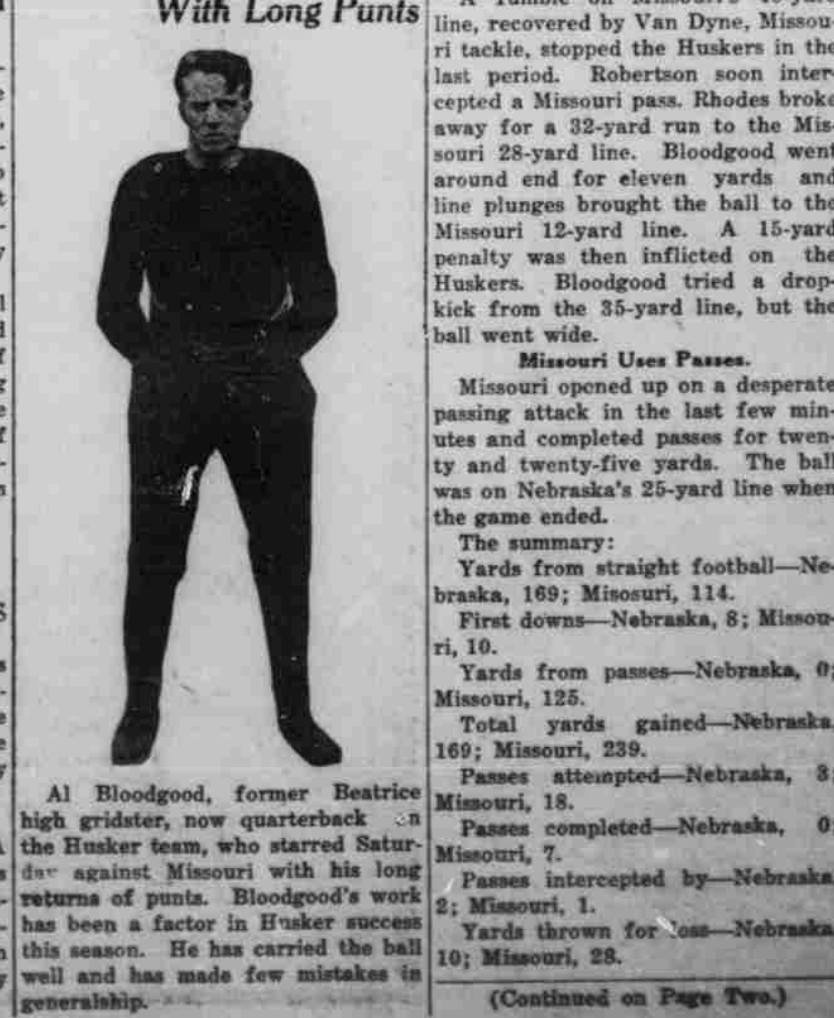 With Long Punts
Al Bloodgood, former Beatrice
high gridster, now quarterback on
the Husker team, who starred Satur-
day against Missouri with his long
returns of punts. Bloodgood's work
has been a factor in Husker success
this season. He has carried the ball
well and has made few mistakes in
generalship.
line, recovered by Van Dyne, Missou-
ri tackle, stopped the Huskers in the
last period. Robertson soon inter-
cepted a Missouri pass. Rhodes broke
away for a 32-yard run to the Mis-
souri 28-yard line. Bloodgood went
around end for eleven yards and
line plunges brought the ball to the
Missouri 12-yard line. A 15-yard
penalty was then inflicted on the
Huskers. Bloodgood tried a drop-
kick from the 35-yard line, but the
ball went wide.
Missouri Uses Passes.
Missouri opened up on a desperate
passing attack in the last few min-
utes and completed passes for twen-
ty and twenty-five yards. The ball
was on Nebraska's 25-yard line when
the game ended.
The summary:
Yards from straight football—Ne-
braska, 169; Misosuri, 114.
First downs—Nebraska, 8; Missou-
ri, 10.
Yards from passes—Nebraska, 0;
Missouri, 125.
Total yards gained—Nebraska,
169; Missouri, 239.
Passes attempted—Nebraska, 3;
Missouri, 18.
Passes completed—Nebraska, 0;
Missouri, 7.
Passes intercepted by—Nebraska
2; Missouri, 1.
Yards thrown for loss—Nebraska
10; Missouri, 28.
(Continued on Page Two.)